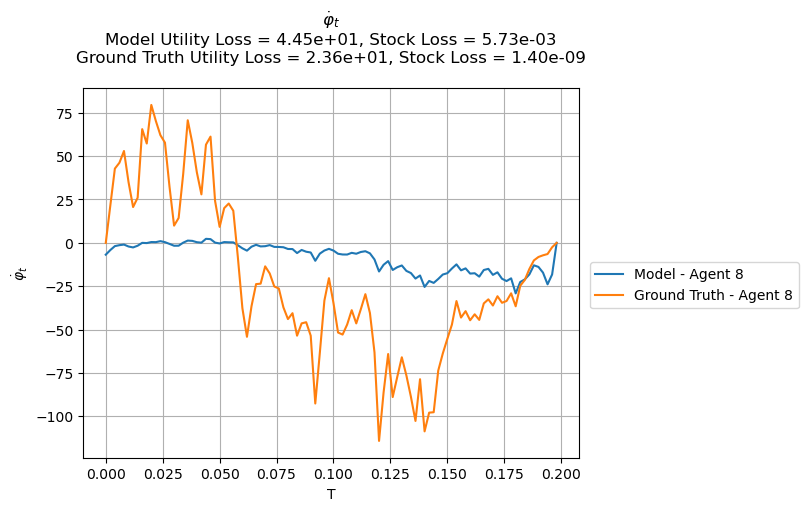 φ̇ₜ
Model Utility Loss = 4.45e+01, Stock Loss = 5.73e-03
Ground Truth Utility Loss = 2.36e+01, Stock Loss = 1.40e-09
75
50
25
0
−25
−50
−75
−100
φ̇ₜ
0.000 0.025 0.050 0.075 0.100 0.125 0.150 0.175 0.200
T
Model - Agent 8
Ground Truth - Agent 8